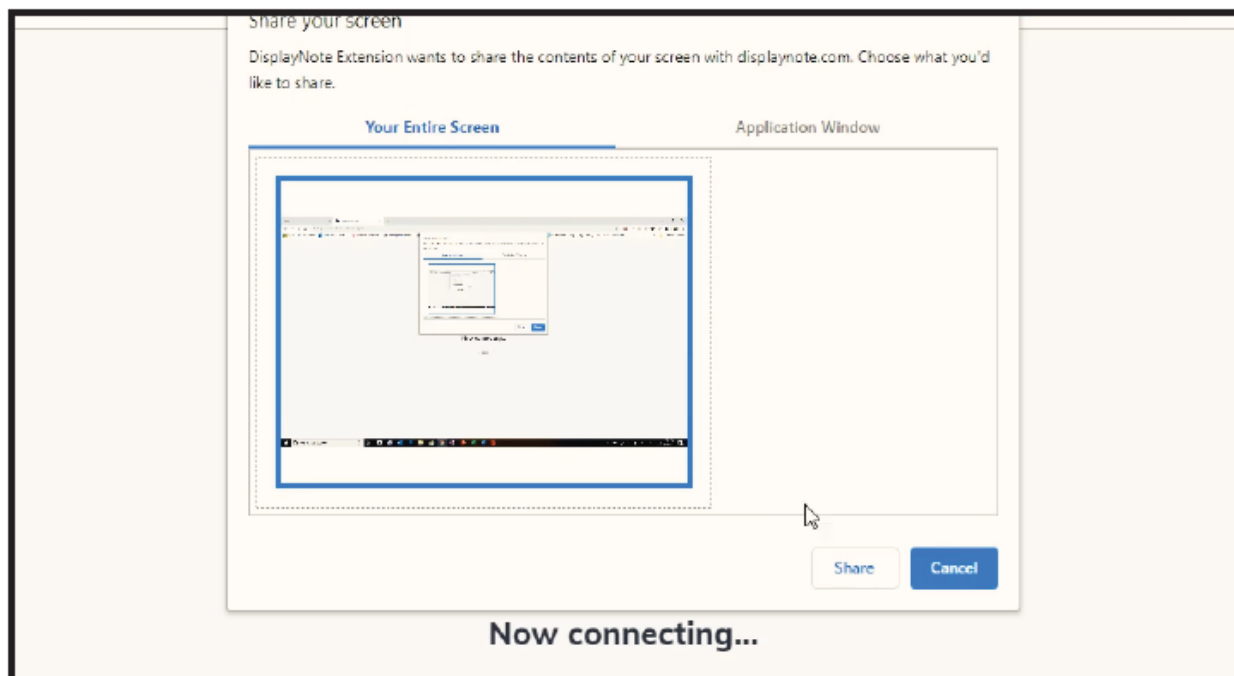 Share your screen
DisplayNote Extension wants to share the contents of your screen with displaynote.com. Choose what you'd
like to share.
Your Entire Screen
Application Window
Share
Cancel
Now connecting...